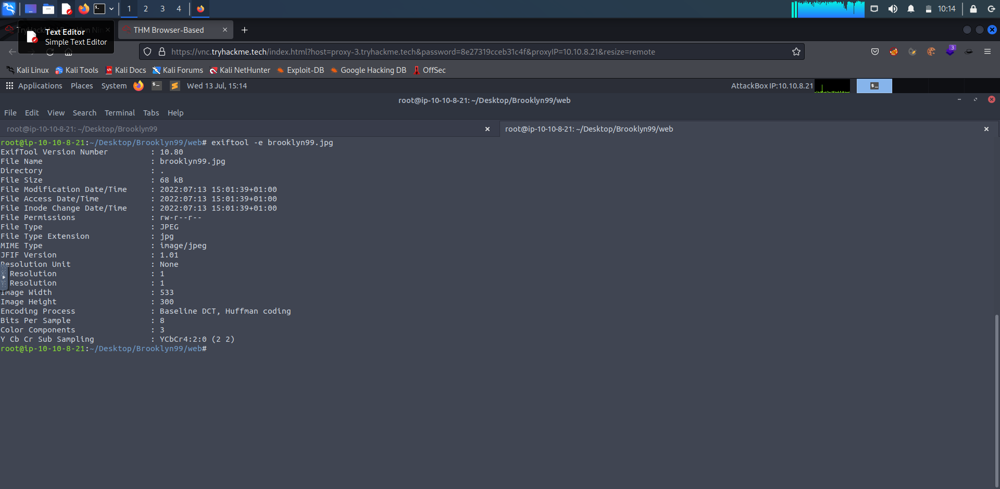 1 2 3 4 10:14
TryHackMe | Brooklyn Nin
THM Browser-Based
Text Editor
Simple Text Editor
https://vnc.tryhackme.tech/index.html?host=proxy-3.tryhackme.tech&password=8e27319cceb31c4f&proxyIP=10.10.8.21&resize=remote
3
Kali Linux Kali Tools Kali Docs Kali Forums Kali NetHunter Exploit-DB Google Hacking DB OffSec
Applications Places System Wed 13 Jul, 15:14 AttackBox IP:10.10.8.21
root@ip-10-10-8-21: ~/Desktop/Brooklyn99/web
File Edit View Search Terminal Tabs Help
root@ip-10-10-8-21: ~/Desktop/Brooklyn99 root@ip-10-10-8-21: ~/Desktop/Brooklyn99/web
root@ip-10-10-8-21:~/Desktop/Brooklyn99/web# exiftool -e brooklyn99.jpg
ExifTool Version Number : 10.80
File Name : brooklyn99.jpg
Directory : .
File Size : 68 kB
File Modification Date/Time : 2022:07:13 15:01:39+01:00
File Access Date/Time : 2022:07:13 15:01:39+01:00
File Inode Change Date/Time : 2022:07:13 15:01:39+01:00
File Permissions : rw-r--r--
File Type : JPEG
File Type Extension : jpg
MIME Type : image/jpeg
JFIF Version : 1.01
Resolution Unit : None
X Resolution : 1
Y Resolution : 1
Image Width : 533
Image Height : 300
Encoding Process : Baseline DCT, Huffman coding
Bits Per Sample : 8
Color Components : 3
Y Cb Cr Sub Sampling : YCbCr4:2:0 (2 2)
root@ip-10-10-8-21:~/Desktop/Brooklyn99/web#